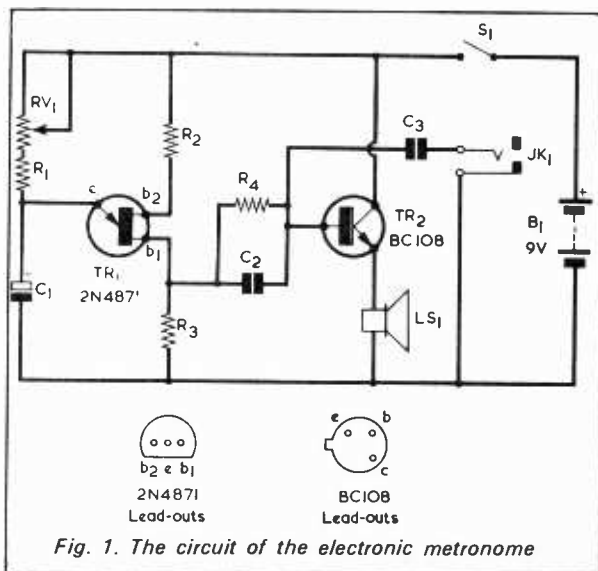 S1
RV1
R2
C3
JK1
R1
R4
c
b2
b1
TR2
BC108
B1
9V
+
TR1
2N4871
C2
C1
R3
LS1
b2 e b1
e
b
c
2N4871
Lead-outs
BC108
Lead-outs
Fig. 1. The circuit of the electronic metronome